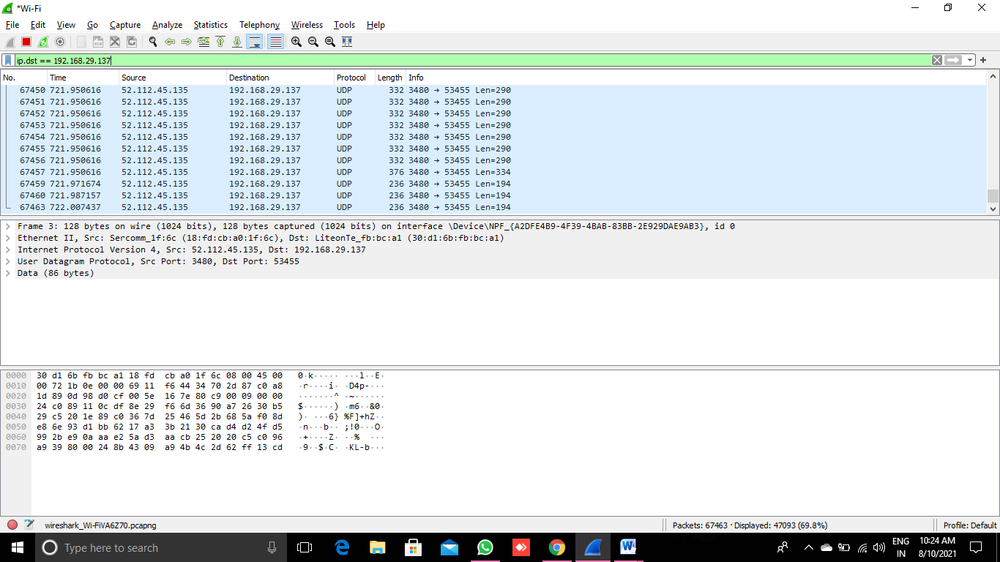 *Wi-Fi
File Edit View Go Capture Analyze Statistics Telephony Wireless Tools Help
ip.dst == 192.168.29.137
No. Time Source Destination Protocol Length Info
67450 721.950616 52.112.45.135 192.168.29.137 UDP 332 3480 → 53455 Len=290
67451 721.950616 52.112.45.135 192.168.29.137 UDP 332 3480 → 53455 Len=290
67452 721.950616 52.112.45.135 192.168.29.137 UDP 332 3480 → 53455 Len=290
67453 721.950616 52.112.45.135 192.168.29.137 UDP 332 3480 → 53455 Len=290
67454 721.950616 52.112.45.135 192.168.29.137 UDP 332 3480 → 53455 Len=290
67455 721.950616 52.112.45.135 192.168.29.137 UDP 332 3480 → 53455 Len=290
67456 721.950616 52.112.45.135 192.168.29.137 UDP 332 3480 → 53455 Len=290
67457 721.950616 52.112.45.135 192.168.29.137 UDP 376 3480 → 53455 Len=334
67459 721.971674 52.112.45.135 192.168.29.137 UDP 236 3480 → 53455 Len=194
67460 721.987157 52.112.45.135 192.168.29.137 UDP 236 3480 → 53455 Len=194
67463 722.007437 52.112.45.135 192.168.29.137 UDP 236 3480 → 53455 Len=194
Frame 3: 128 bytes on wire (1024 bits), 128 bytes captured (1024 bits) on interface \Device\NPF_{A2DFE4B9-4F39-4BAB-83BB-2E929DAE9AB3}, id 0
Ethernet II, Src: Sercomm_1f:6c (18:fd:cb:a0:1f:6c), Dst: LiteonTe_fb:bc:a1 (30:d1:6b:fb:bc:a1)
Internet Protocol Version 4, Src: 52.112.45.135, Dst: 192.168.29.137
User Datagram Protocol, Src Port: 3480, Dst Port: 53455
Data (86 bytes)
0000 30 d1 6b fb bc a1 18 fd cb a0 1f 6c 08 00 45 00 0·k····· ···l··E·
0010 00 72 1b 0e 00 00 69 11 f6 44 34 70 2d 87 c0 a8 ·r····i· ·D4p-···
0020 1d 89 0d 98 d0 cf 00 5e 16 7e 80 c9 00 09 00 00 ·······^ ·~······
0030 24 c0 89 11 0c df 8e 29 f6 6d 36 90 a7 26 30 b5 $······) ·m6··&0·
0040 29 c5 20 1e 89 c0 36 7d 25 46 5d 2b 68 5a f0 8d )· ···6} %F]+hZ··
0050 e8 6e 93 d1 bb 62 17 a3 3b 21 30 ca d4 d2 4f d5 ·n···b·· ;!0···O·
0060 99 2b e9 0a ae e2 5a d3 aa cb 25 20 20 c5 c0 96 ·+····Z· ··%  ···
0070 a9 39 80 00 24 8b 43 09 a9 4b 4c 2d 62 ff 13 cd ·9··$·C· ·KL-b···
wireshark_Wi-FiVA6Z70.pcapng Packets: 67463 · Displayed: 47093 (69.8%) Profile: Default
Type here to search
ENG
IN
10:24 AM
8/10/2021